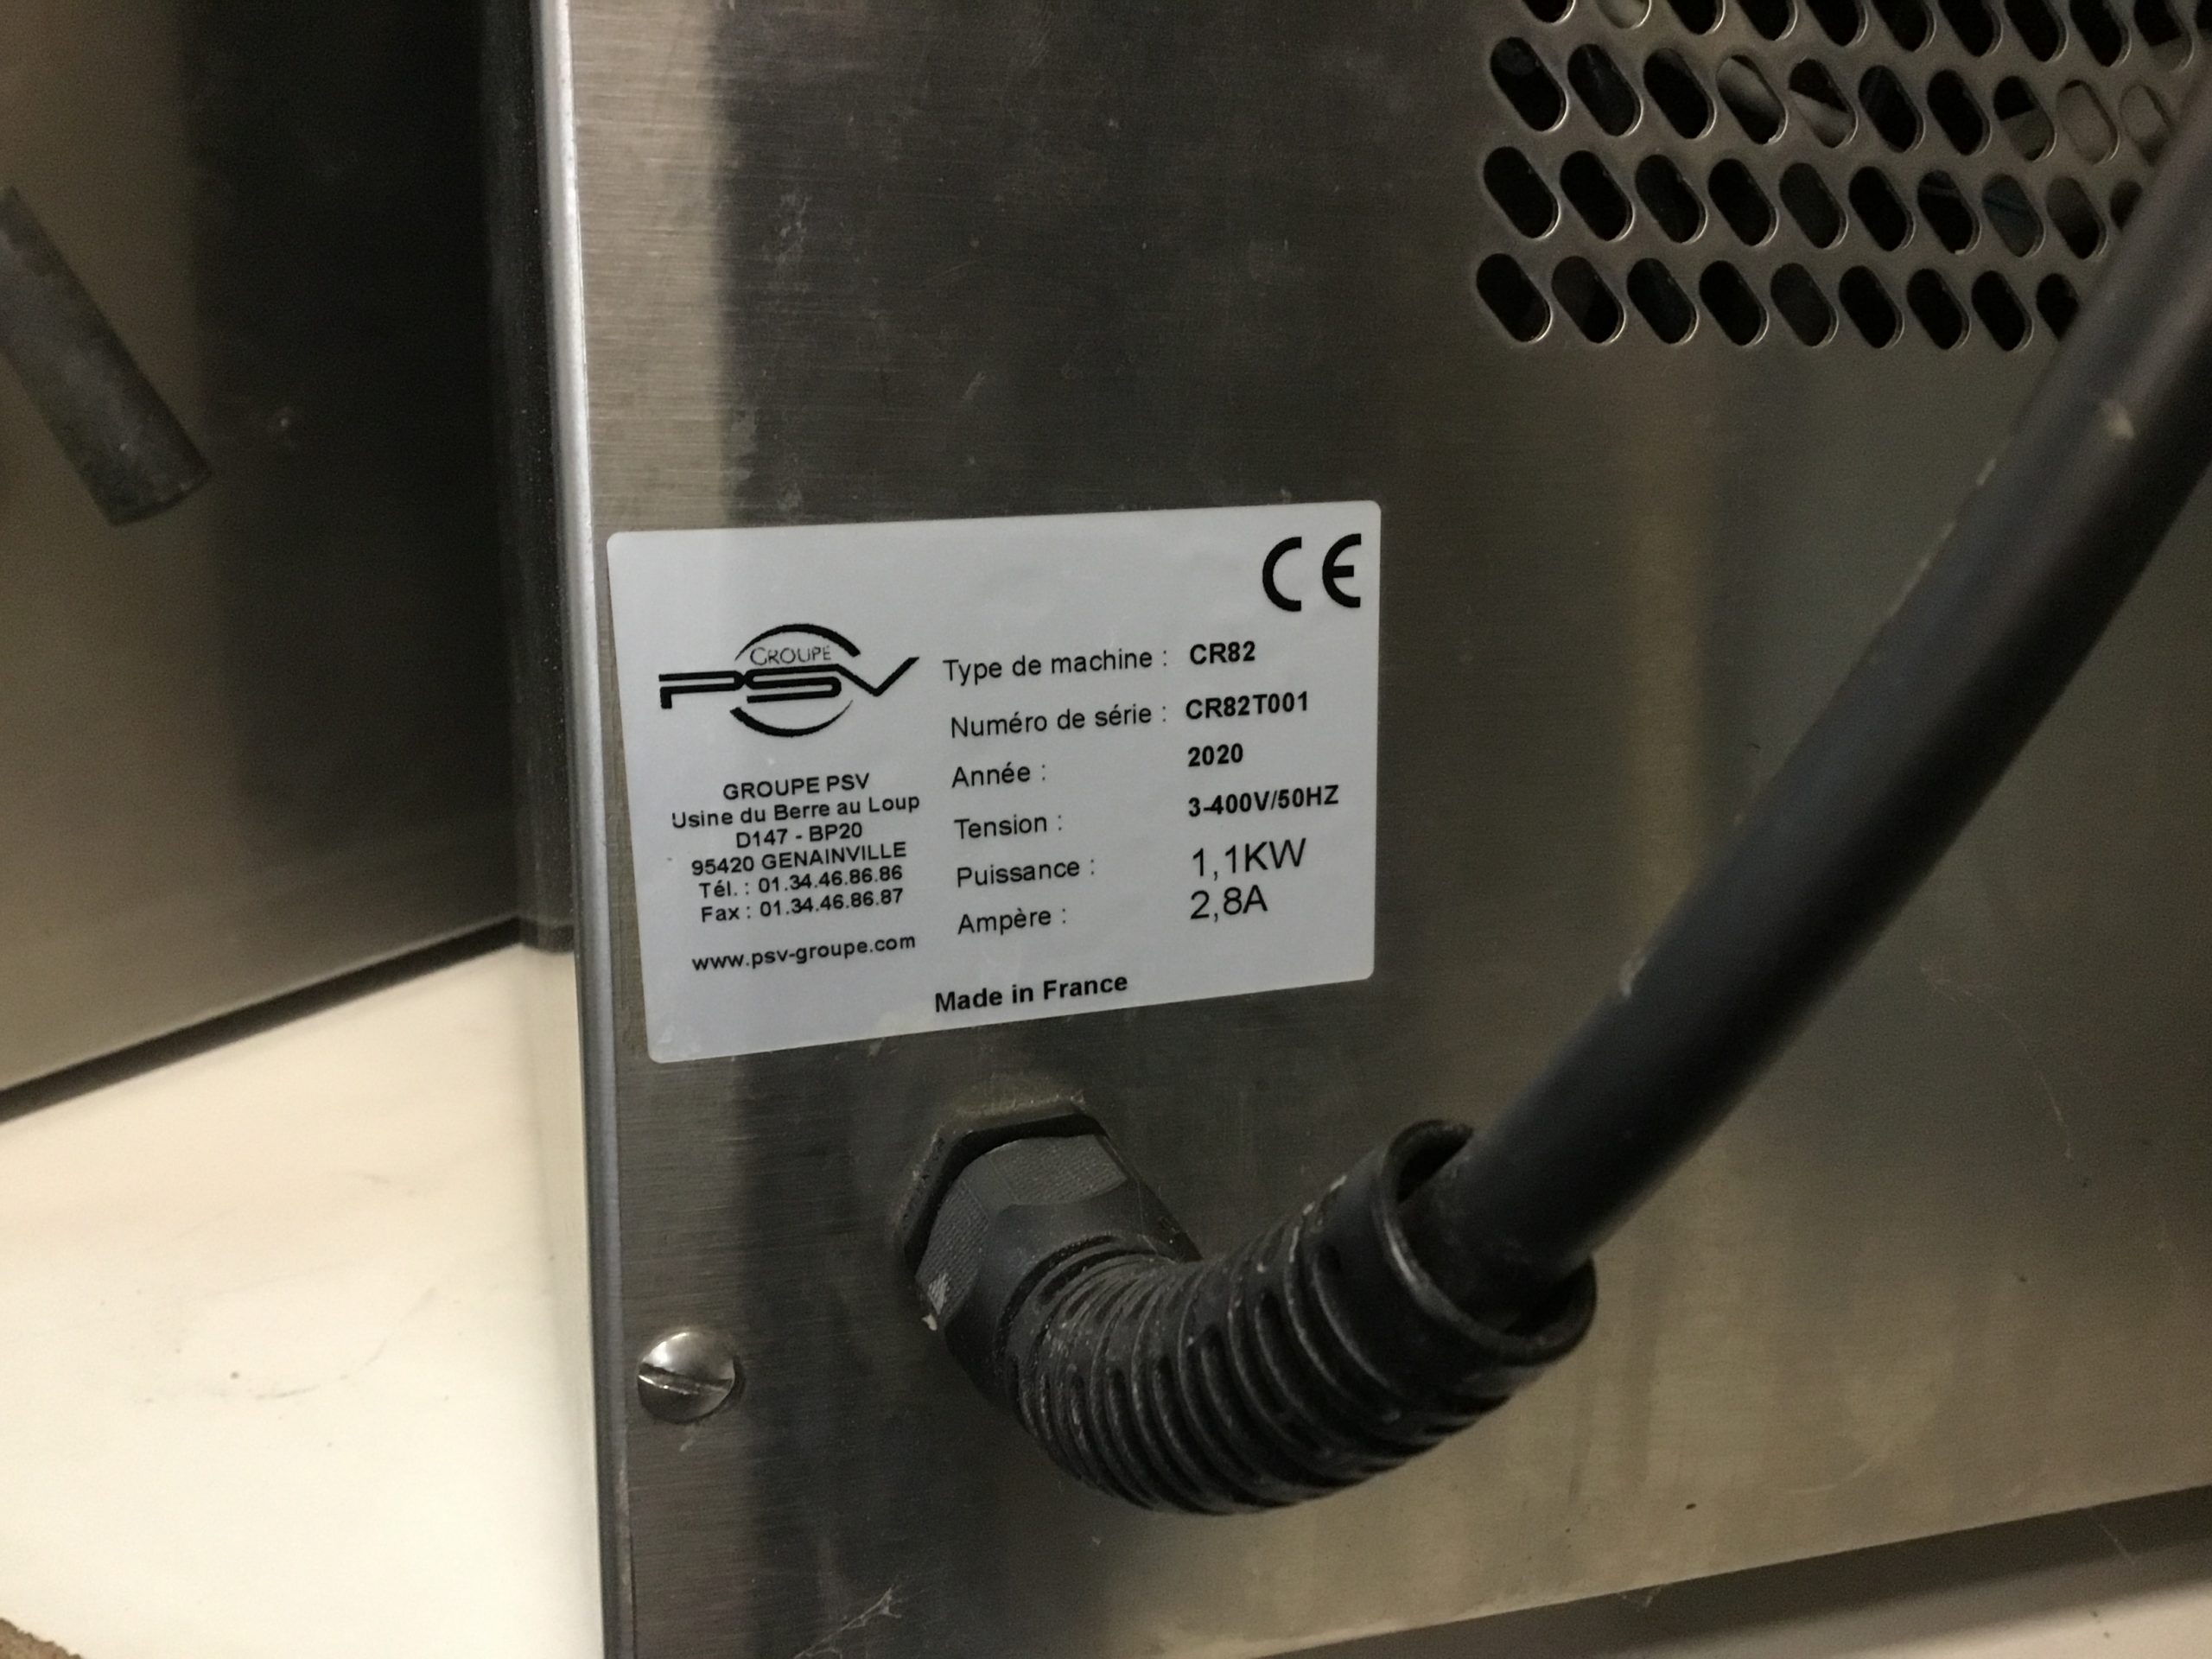 CE
GROUPE
PSV
GROUPE PSV
Usine du Berre au Loup
D147 - BP20
95420 GENAINVILLE
Tél. : 01.34.46.86.86
Fax : 01.34.46.86.87
www.psv-groupe.com
Type de machine : CR82
Numéro de série : CR82T001
Année : 2020
Tension : 3-400V/50HZ
Puissance : 1,1KW
Ampère : 2,8A
Made in France